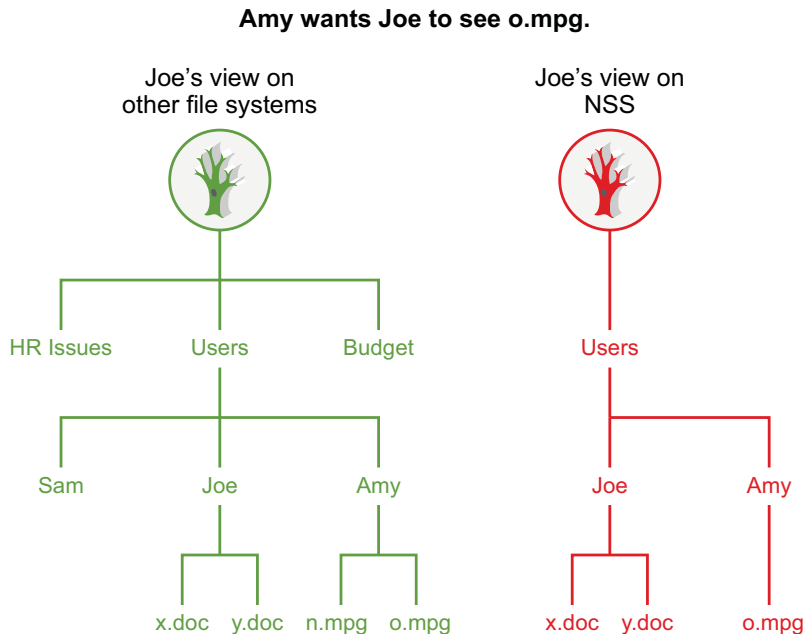 Amy wants Joe to see o.mpg.
Joe’s view on
other file systems
Joe’s view on
NSS
HR Issues Users Budget
Users
Sam Joe Amy
Joe Amy
x.doc y.doc n.mpg o.mpg
x.doc y.doc o.mpg